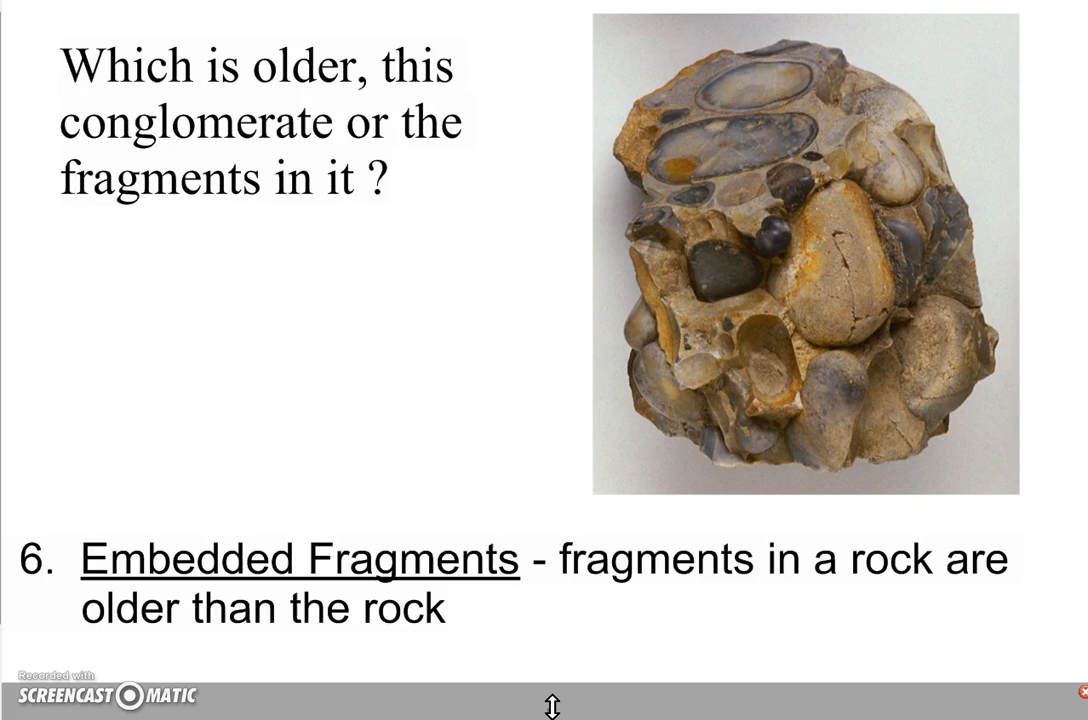 Which is older, this
conglomerate or the
fragments in it ?
6. Embedded Fragments - fragments in a rock are
older than the rock
Recorded with
SCREENCAST MATIC